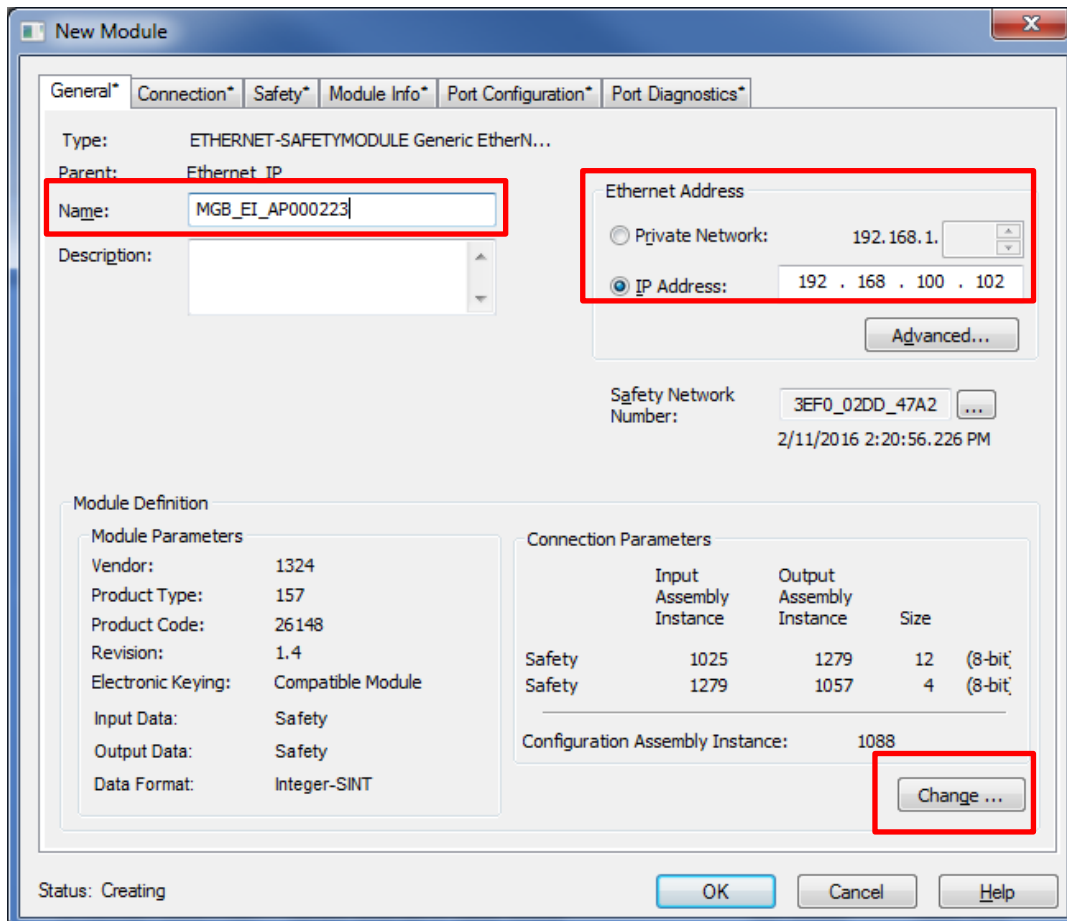 New Module
General* Connection* Safety* Module Info* Port Configuration* Port Diagnostics*
Type: ETHERNET-SAFETYMODULE Generic EtherN...
Parent: Ethernet_IP
Name: MGB_EI_AP000223
Description:
Ethernet Address
Private Network: 192.168.1.
IP Address: 192 . 168 . 100 . 102
Advanced...
Safety Network
Number:
3EF0_02DD_47A2 ...
2/11/2016 2:20:56.226 PM
Module Definition
Module Parameters
Vendor: 1324
Product Type: 157
Product Code: 26148
Revision: 1.4
Electronic Keying: Compatible Module
Input Data: Safety
Output Data: Safety
Data Format: Integer-SINT
Connection Parameters
Input
Assembly
Instance
Output
Assembly
Instance
Size
Safety 1025 1279 12 (8-bit)
Safety 1279 1057 4 (8-bit)
Configuration Assembly Instance: 1088
Change ...
Status: Creating
OK Cancel Help